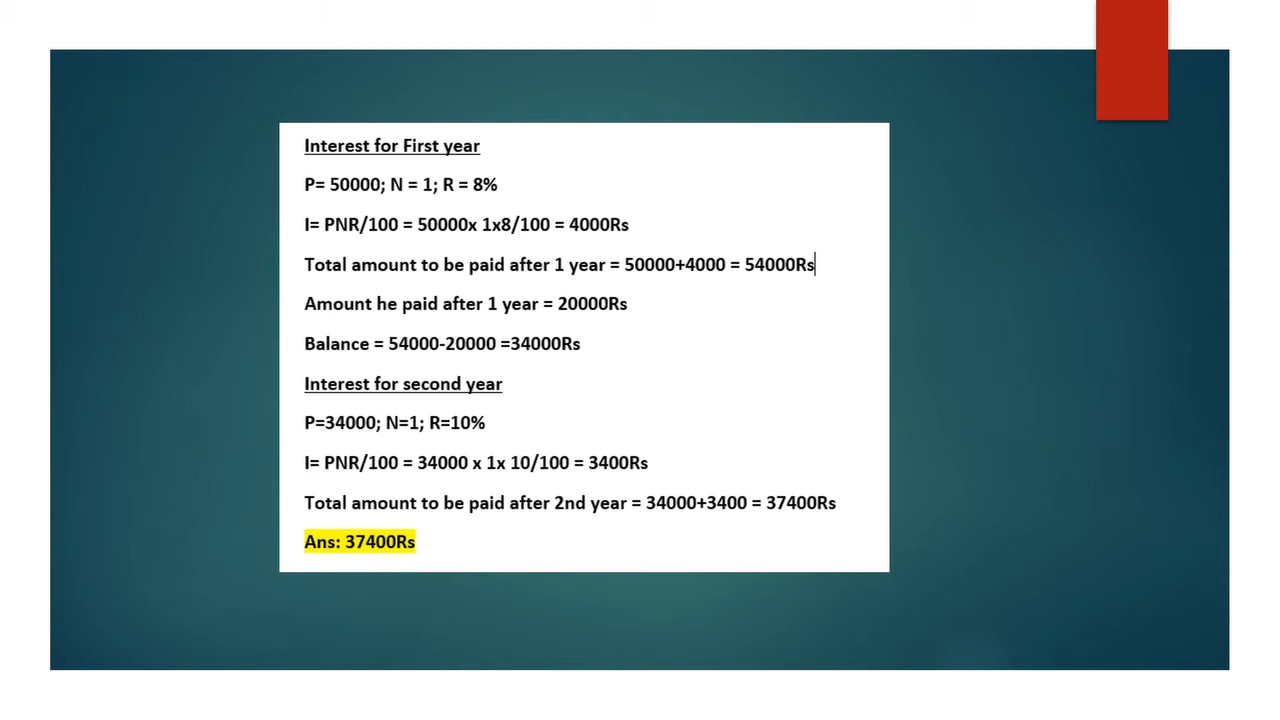 Interest for First year
P= 50000; N = 1; R = 8%
I= PNR/100 = 50000x 1x8/100 = 4000Rs
Total amount to be paid after 1 year = 50000+4000 = 54000Rs
Amount he paid after 1 year = 20000Rs
Balance = 54000-20000 =34000Rs
Interest for second year
P=34000; N=1; R=10%
I= PNR/100 = 34000 x 1x 10/100 = 3400Rs
Total amount to be paid after 2nd year = 34000+3400 = 37400Rs
Ans: 37400Rs